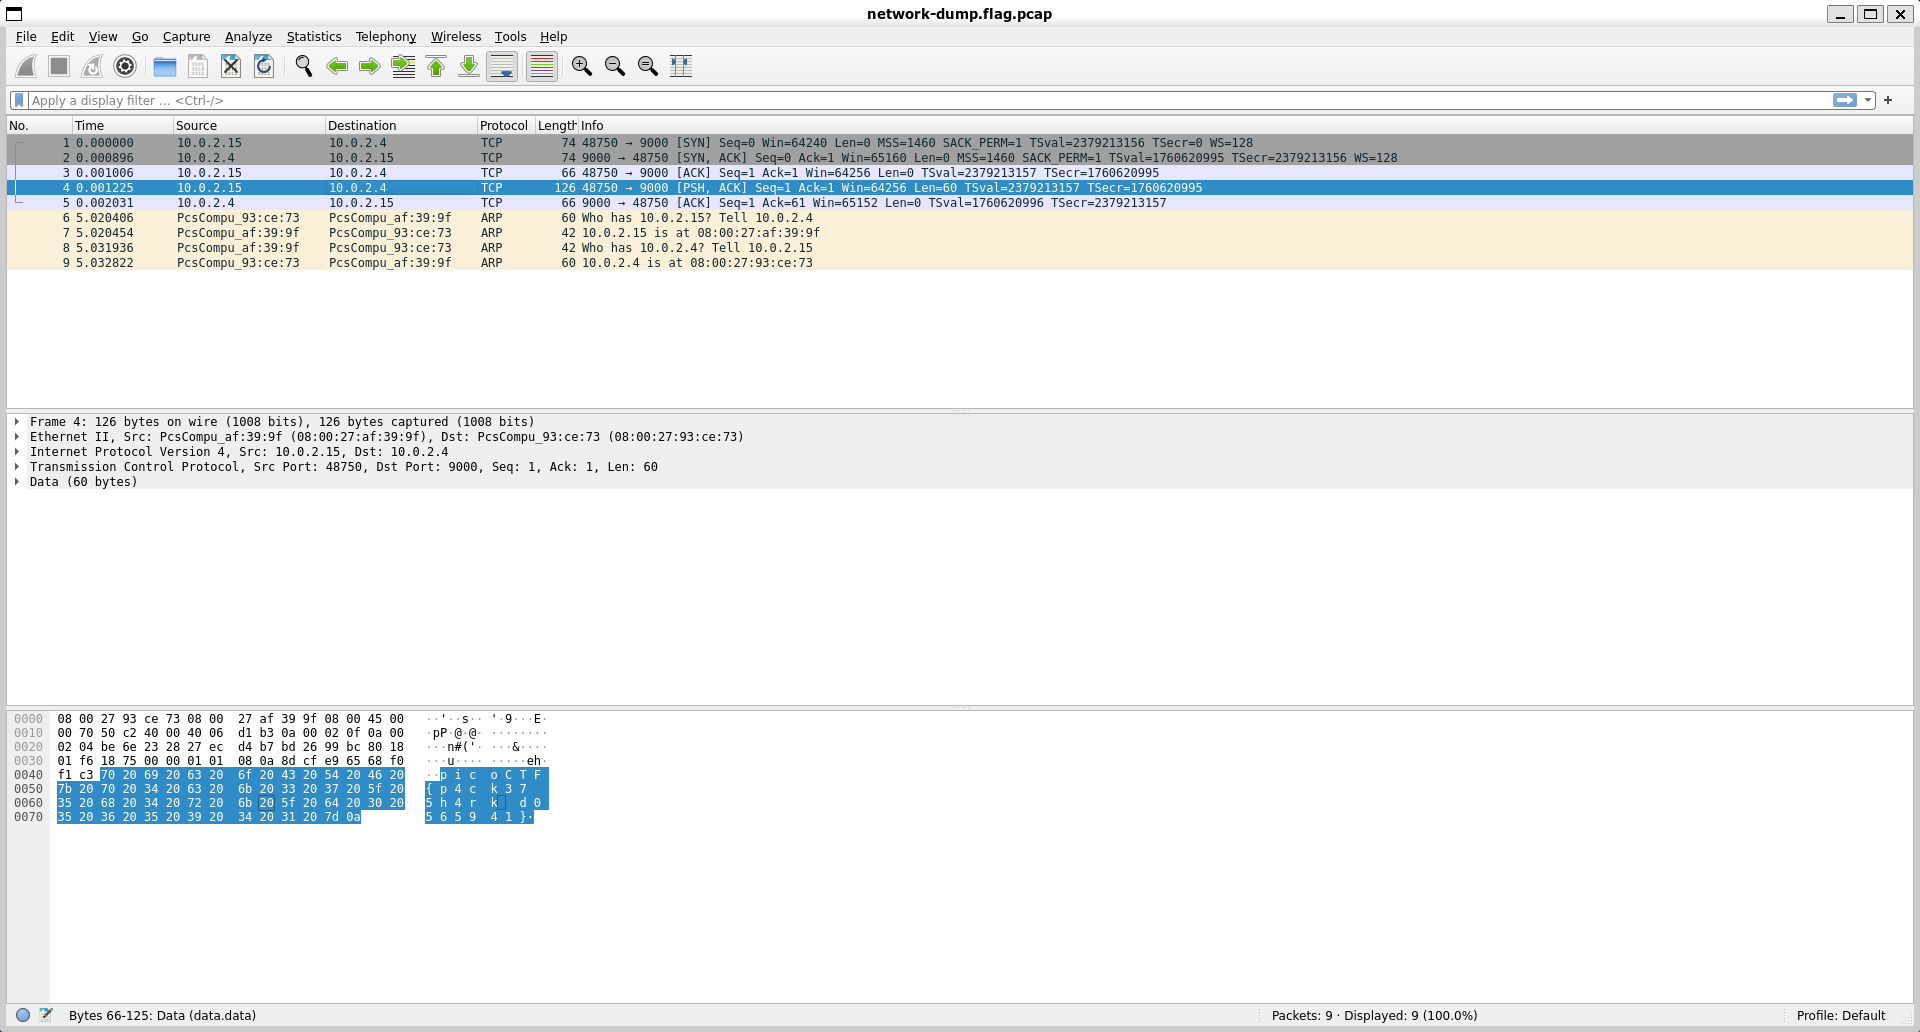 network-dump.flag.pcap
File Edit View Go Capture Analyze Statistics Telephony Wireless Tools Help
Apply a display filter … <Ctrl-/>
No. Time Source Destination Protocol Length Info
1 0.000000 10.0.2.15 10.0.2.4 TCP 74 48750 → 9000 [SYN] Seq=0 Win=64240 Len=0 MSS=1460 SACK_PERM=1 TSval=2379213156 TSecr=0 WS=128
2 0.000896 10.0.2.4 10.0.2.15 TCP 74 9000 → 48750 [SYN, ACK] Seq=0 Ack=1 Win=65160 Len=0 MSS=1460 SACK_PERM=1 TSval=1760620995 TSecr=2379213156 WS=128
3 0.001006 10.0.2.15 10.0.2.4 TCP 66 48750 → 9000 [ACK] Seq=1 Ack=1 Win=64256 Len=0 TSval=2379213157 TSecr=1760620995
4 0.001225 10.0.2.15 10.0.2.4 TCP 126 48750 → 9000 [PSH, ACK] Seq=1 Ack=1 Win=64256 Len=60 TSval=2379213157 TSecr=1760620995
5 0.002031 10.0.2.4 10.0.2.15 TCP 66 9000 → 48750 [ACK] Seq=1 Ack=61 Win=65152 Len=0 TSval=1760620996 TSecr=2379213157
6 5.020406 PcsCompu_93:ce:73 PcsCompu_af:39:9f ARP 60 Who has 10.0.2.15? Tell 10.0.2.4
7 5.020454 PcsCompu_af:39:9f PcsCompu_93:ce:73 ARP 42 10.0.2.15 is at 08:00:27:af:39:9f
8 5.031936 PcsCompu_af:39:9f PcsCompu_93:ce:73 ARP 42 Who has 10.0.2.4? Tell 10.0.2.15
9 5.032822 PcsCompu_93:ce:73 PcsCompu_af:39:9f ARP 60 10.0.2.4 is at 08:00:27:93:ce:73
Frame 4: 126 bytes on wire (1008 bits), 126 bytes captured (1008 bits)
Ethernet II, Src: PcsCompu_af:39:9f (08:00:27:af:39:9f), Dst: PcsCompu_93:ce:73 (08:00:27:93:ce:73)
Internet Protocol Version 4, Src: 10.0.2.15, Dst: 10.0.2.4
Transmission Control Protocol, Src Port: 48750, Dst Port: 9000, Seq: 1, Ack: 1, Len: 60
Data (60 bytes)
0000 08 00 27 93 ce 73 08 00 27 af 39 9f 08 00 45 00 ··'··s·· '·9···E·
0010 00 70 50 c2 40 00 40 06 d1 b3 0a 00 02 0f 0a 00 ·pP·@·@· ········
0020 02 04 be 6e 23 28 27 ec d4 b7 bd 26 99 bc 80 18 ···n#('· ···&····
0030 01 f6 18 75 00 00 01 01 08 0a 8d cf e9 65 68 f0 ···u···· ·····eh·
0040 f1 c3 70 20 69 20 63 20 6f 20 43 20 54 20 46 20 ··p i c  o C T F
0050 7b 20 70 20 34 20 63 20 6b 20 33 20 37 20 5f 20 { p 4 c  k 3 7 _
0060 35 20 68 20 34 20 72 20 6b 20 5f 20 64 20 30 20 5 h 4 r  k _ d 0
0070 35 20 36 20 35 20 39 20 34 20 31 20 7d 0a 5 6 5 9  4 1 }·
Bytes 66-125: Data (data.data) Packets: 9 · Displayed: 9 (100.0%) Profile: Default